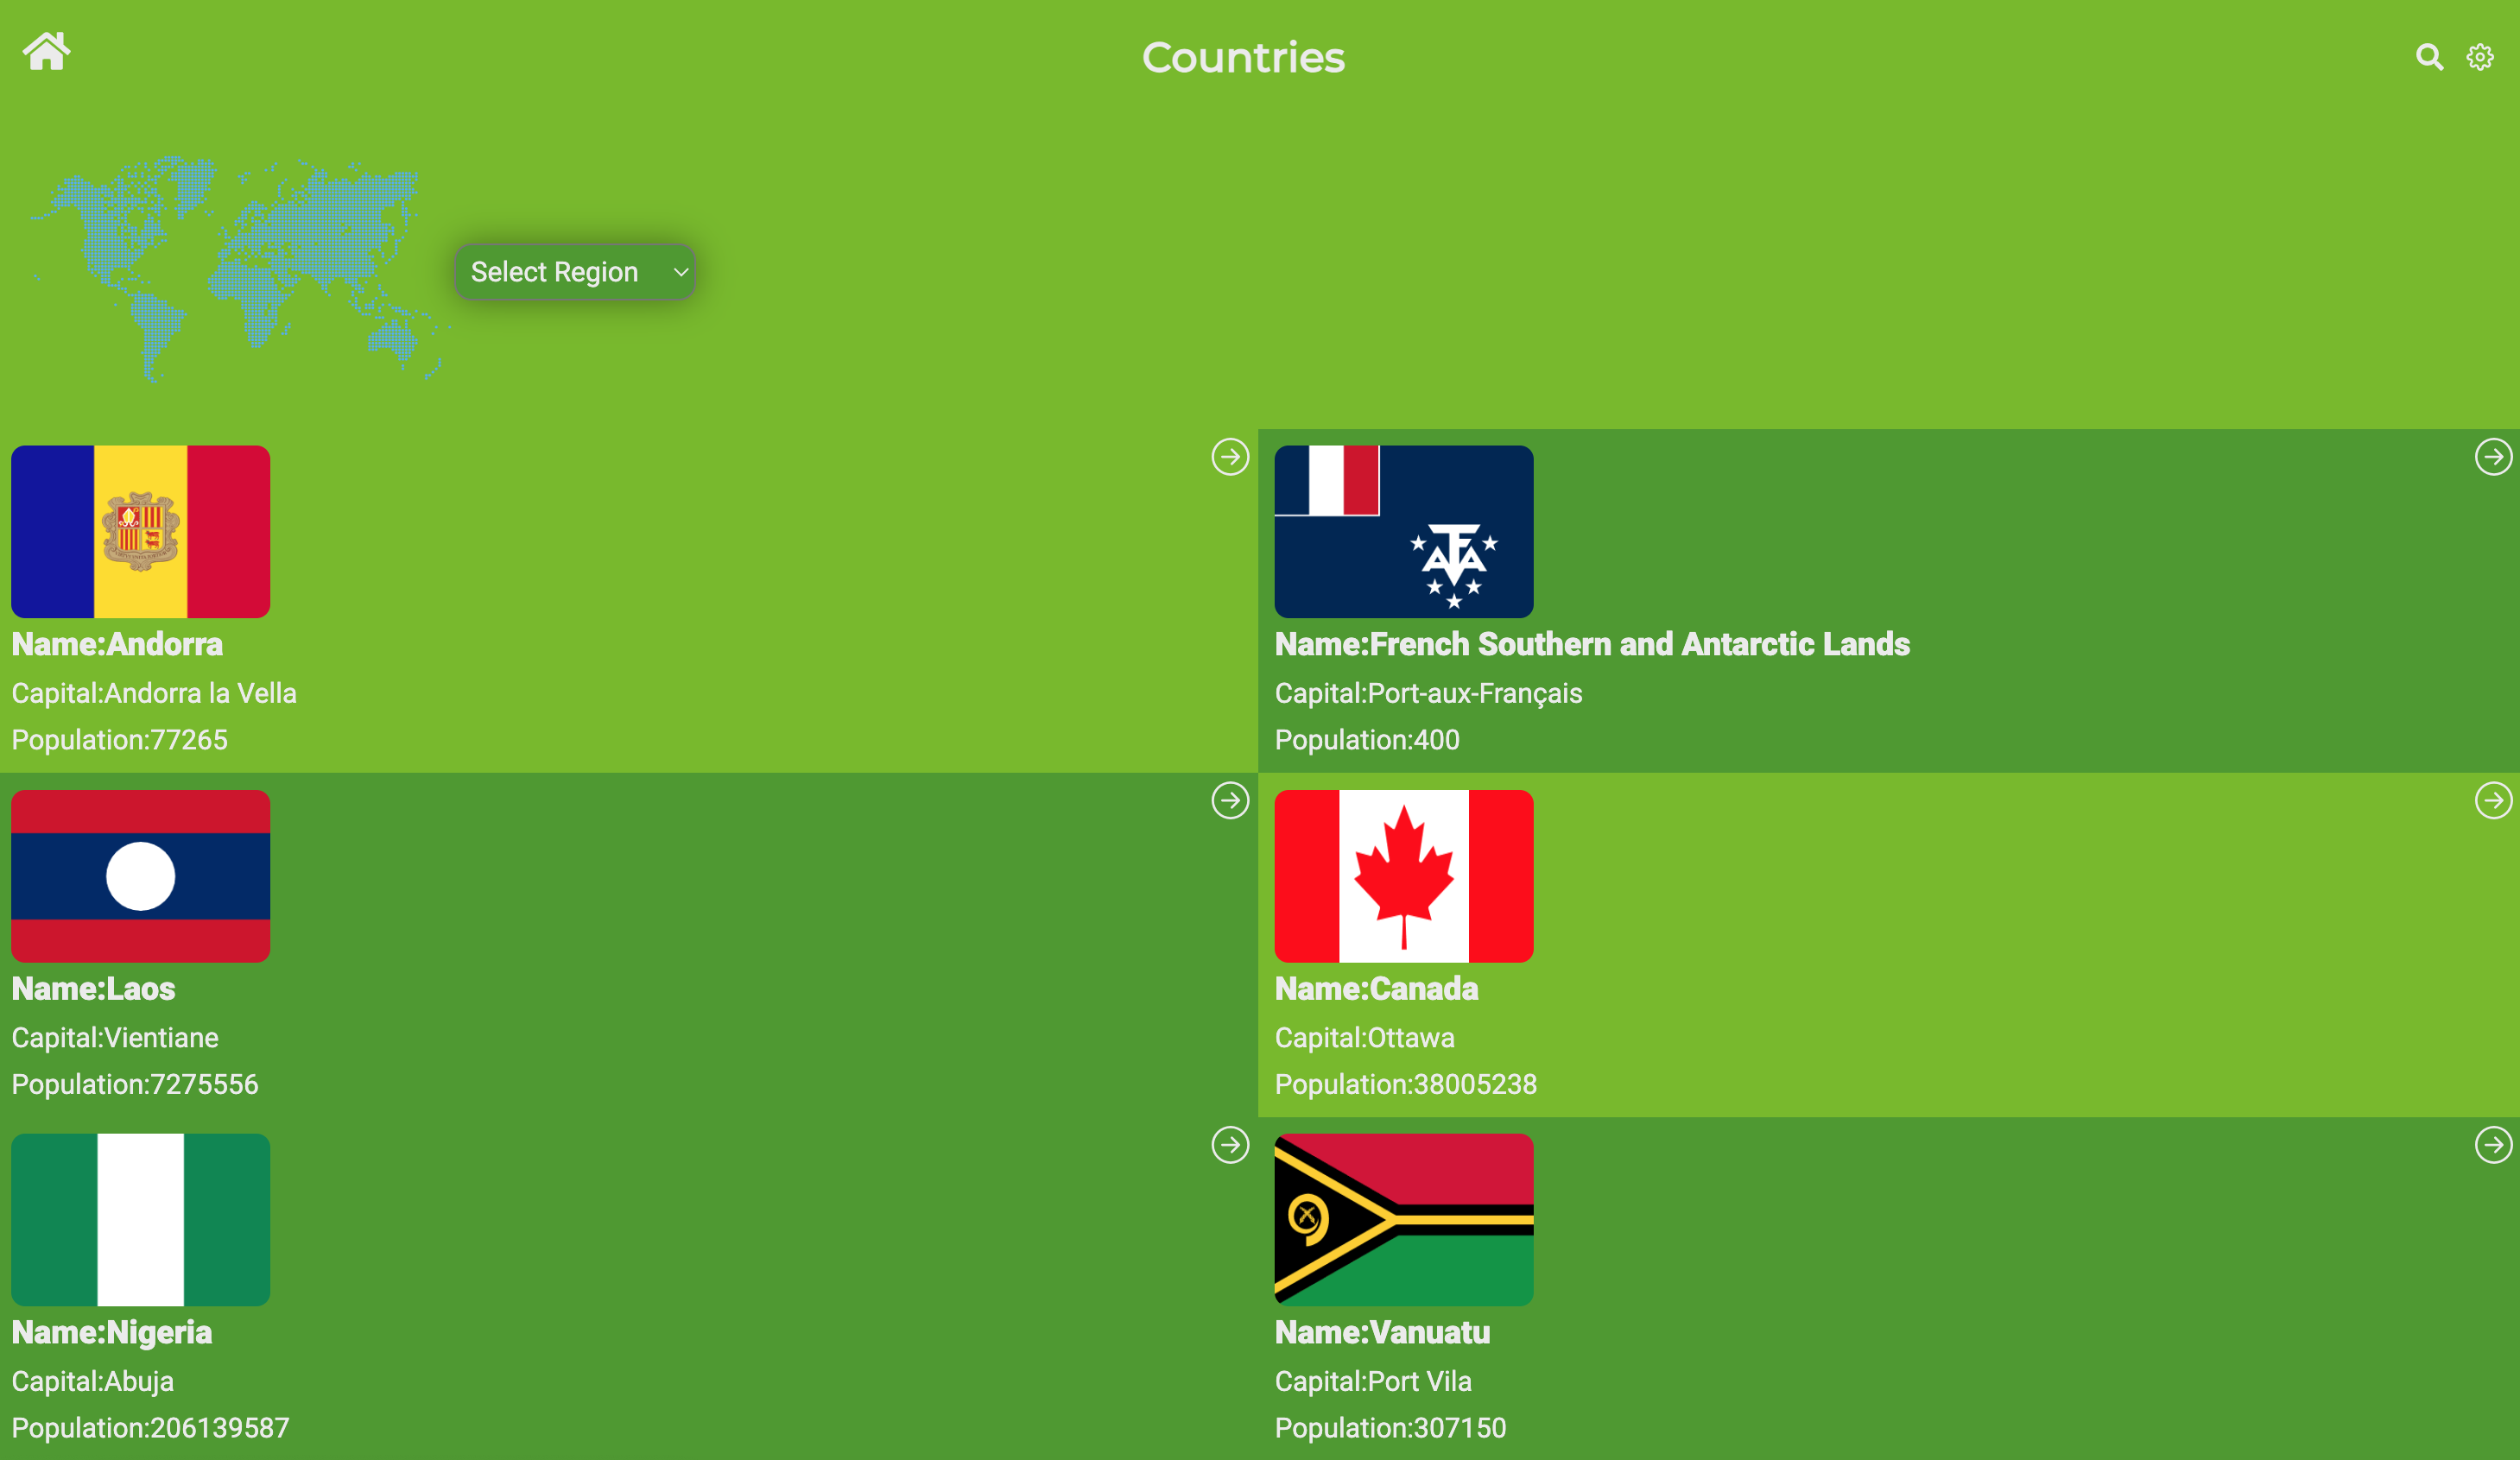 Countries
Select Region
Name:Andorra
Capital:Andorra la Vella
Population:77265
Name:French Southern and Antarctic Lands
Capital:Port-aux-Français
Population:400
Name:Laos
Capital:Vientiane
Population:7275556
Name:Canada
Capital:Ottawa
Population:38005238
Name:Nigeria
Capital:Abuja
Population:206139587
Name:Vanuatu
Capital:Port Vila
Population:307150